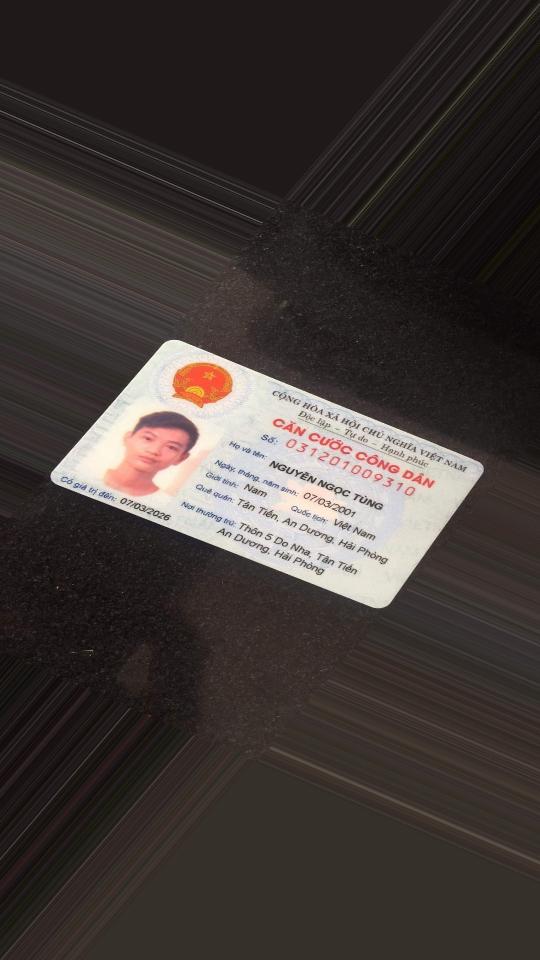 CỘNG HÒA XÃ HỘI CHỦ NGHĨA VIỆT NAM
Độc lập - Tự do - Hạnh phúc
CĂN CƯỚC CÔNG DÂN
Số: 031201009310
Họ và tên:
NGUYỄN NGỌC TÙNG
Ngày, tháng, năm sinh: 07/03/2001
Giới tính: Nam Quốc tịch: Việt Nam
Quê quán: Tân Tiến, An Dương, Hải Phòng
Nơi thường trú: Thôn 5 Do Nha, Tân Tiến
An Dương, Hải Phòng
Có giá trị đến: 07/03/2026